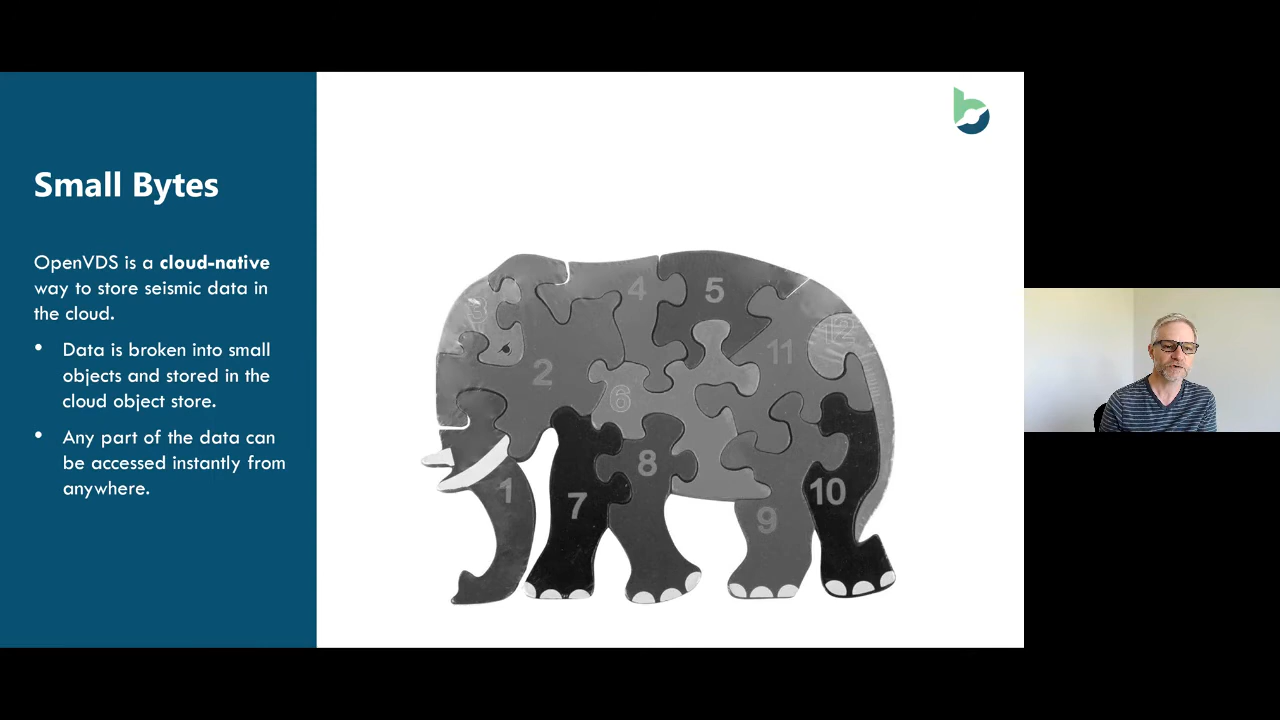 Small Bytes
OpenVDS is a cloud-native
way to store seismic data in
the cloud.
• Data is broken into small
objects and stored in the
cloud object store.
• Any part of the data can
be accessed instantly from
anywhere.
4
5
3
12
11
2
6
8
1
7
10
9